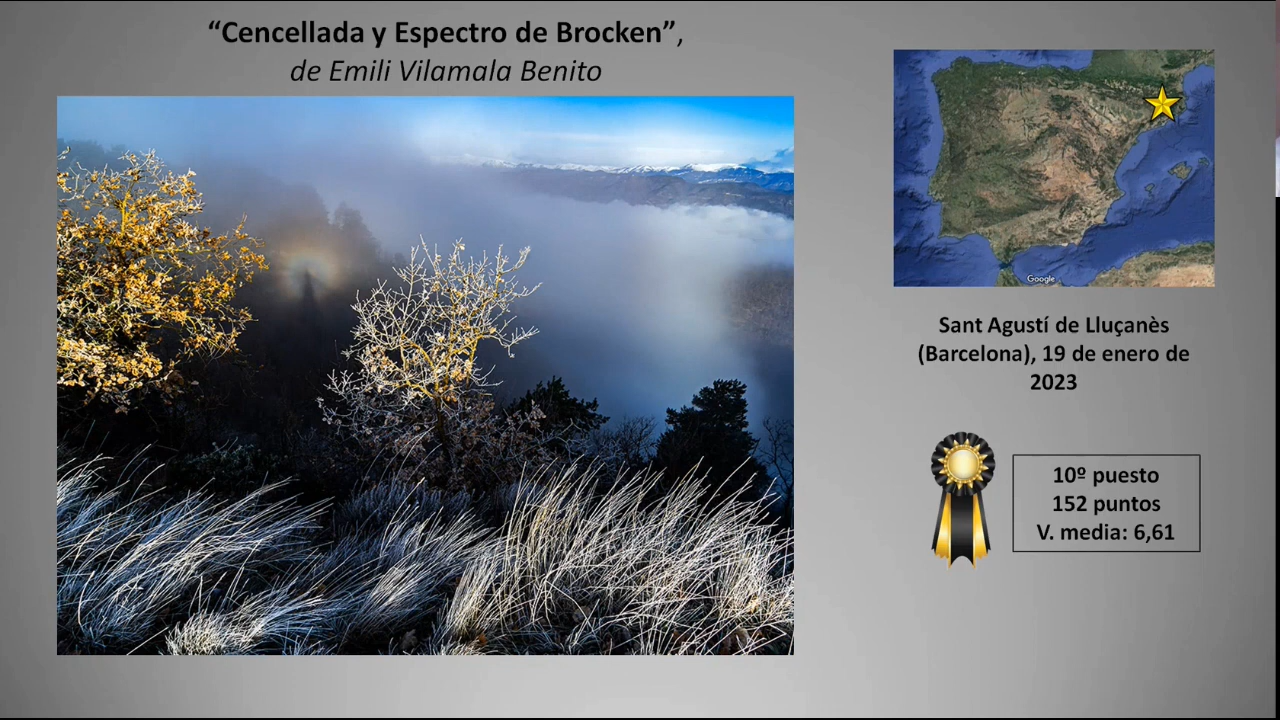 “Cencellada y Espectro de Brocken”,
de Emili Vilamala Benito
Google
Sant Agustí de Lluçanès
(Barcelona), 19 de enero de
2023
10º puesto
152 puntos
V. media: 6,61